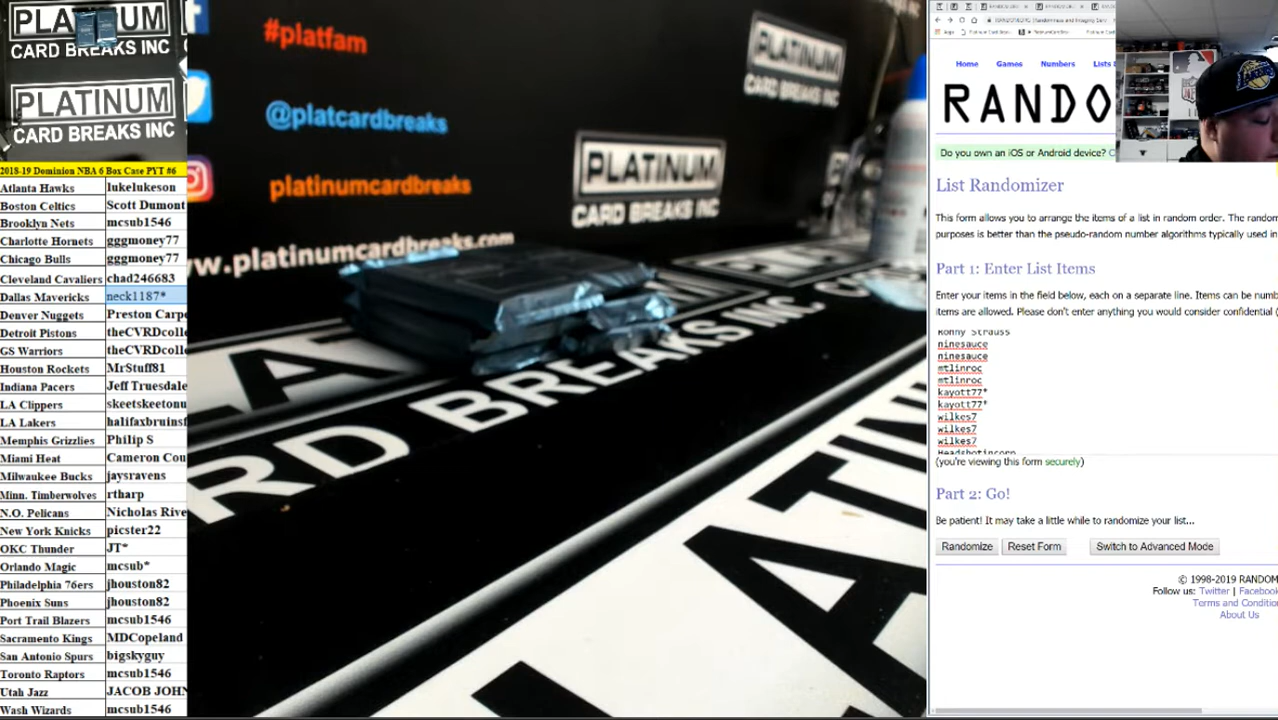 PLATINUM
CARD BREAKS INC
PLATINUM
CARD BREAKS INC
2018-19 Dominion NBA 6 Box Case PYT #6
Atlanta Hawks lukelukeson
Boston Celtics Scott Dumont
Brooklyn Nets mcsub1546
Charlotte Hornets gggmoney77
Chicago Bulls gggmoney77
Cleveland Cavaliers chad246683
Dallas Mavericks neck1187*
Denver Nuggets Preston Carpe
Detroit Pistons theCVRDcolle
GS Warriors theCVRDcolle
Houston Rockets MrStuff81
Indiana Pacers Jeff Truesdale
LA Clippers skeetskeetonu
LA Lakers halifaxbruinsf
Memphis Grizzlies Philip S
Miami Heat Cameron Cou
Milwaukee Bucks jaysravens
Minn. Timberwolves rtharp
N.O. Pelicans Nicholas Rive
New York Knicks picster22
OKC Thunder JT*
Orlando Magic mcsub*
Philadelphia 76ers jhouston82
Phoenix Suns jhouston82
Port Trail Blazers mcsub1546
Sacramento Kings MDCopeland
San Antonio Spurs bigskyguy
Toronto Raptors mcsub1546
Utah Jazz JACOB JOHN
Wash Wizards mcsub1546
#platfam
@platcardbreaks
platinumcardbreaks
w.platinumcardbreaks.com
PLATINUM
CARD BREAKS INC
PLATINUM
CARD BREAKS INC
RD BREAKS INC.
Home Games Numbers Lists
RANDO
Do you own an iOS or Android device?
List Randomizer
This form allows you to arrange the items of a list in random order. The random
purposes is better than the pseudo-random number algorithms typically used in
Part 1: Enter List Items
Enter your items in the field below, each on a separate line. Items can be numb
items are allowed. Please don't enter anything you would consider confidential (
Ronny Strauss
ninesauce
ninesauce
mtlinroc
mtlinroc
kayott77*
kayott77*
wilkes7
wilkes7
wilkes7
Headshotincorp
(you're viewing this form securely)
Part 2: Go!
Be patient! It may take a little while to randomize your list...
Randomize Reset Form Switch to Advanced Mode
© 1998-2019 RANDOM
Follow us: Twitter | Facebook
Terms and Conditio
About Us